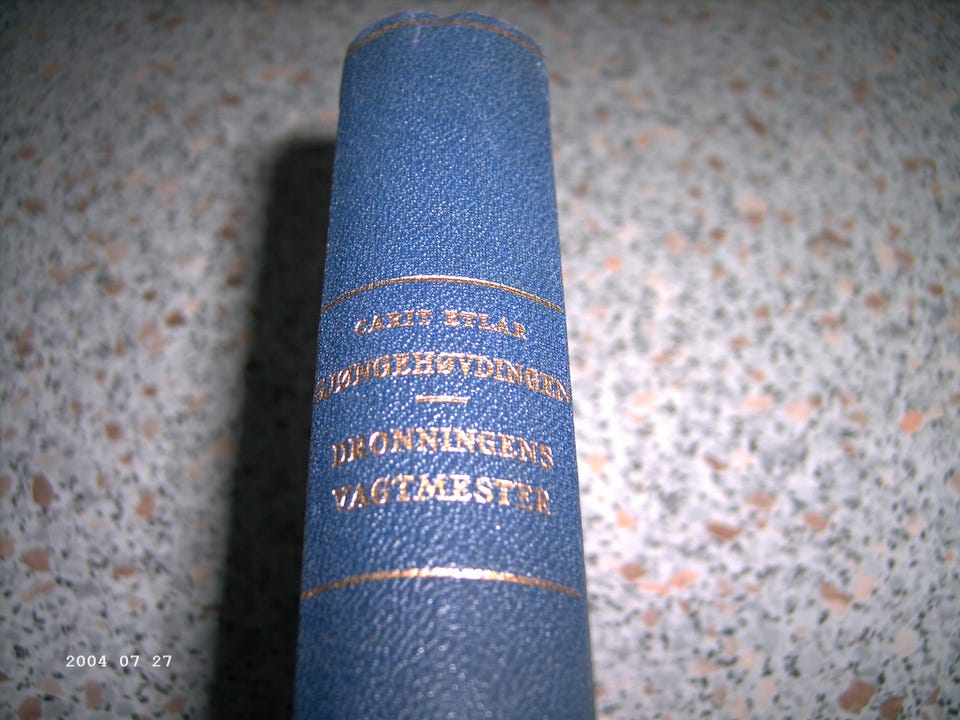 CARIT ETLAR
GJØNGEHØVDINGEN
DRONNINGENS
VAGTMESTER
2004 07 27